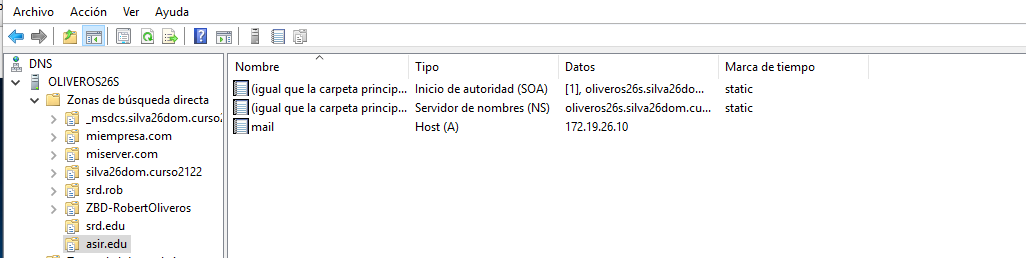 Archivo Acción Ver Ayuda
DNS
OLIVEROS26S
Zonas de búsqueda directa
_msdcs.silva26dom.curso2
miempresa.com
miserver.com
silva26dom.curso2122
srd.rob
ZBD-RobertOliveros
srd.edu
asir.edu
Nombre Tipo Datos Marca de tiempo
(igual que la carpeta princip... Inicio de autoridad (SOA) [1], oliveros26s.silva26do... static
(igual que la carpeta princip... Servidor de nombres (NS) oliveros26s.silva26dom.cu... static
mail Host (A) 172.19.26.10